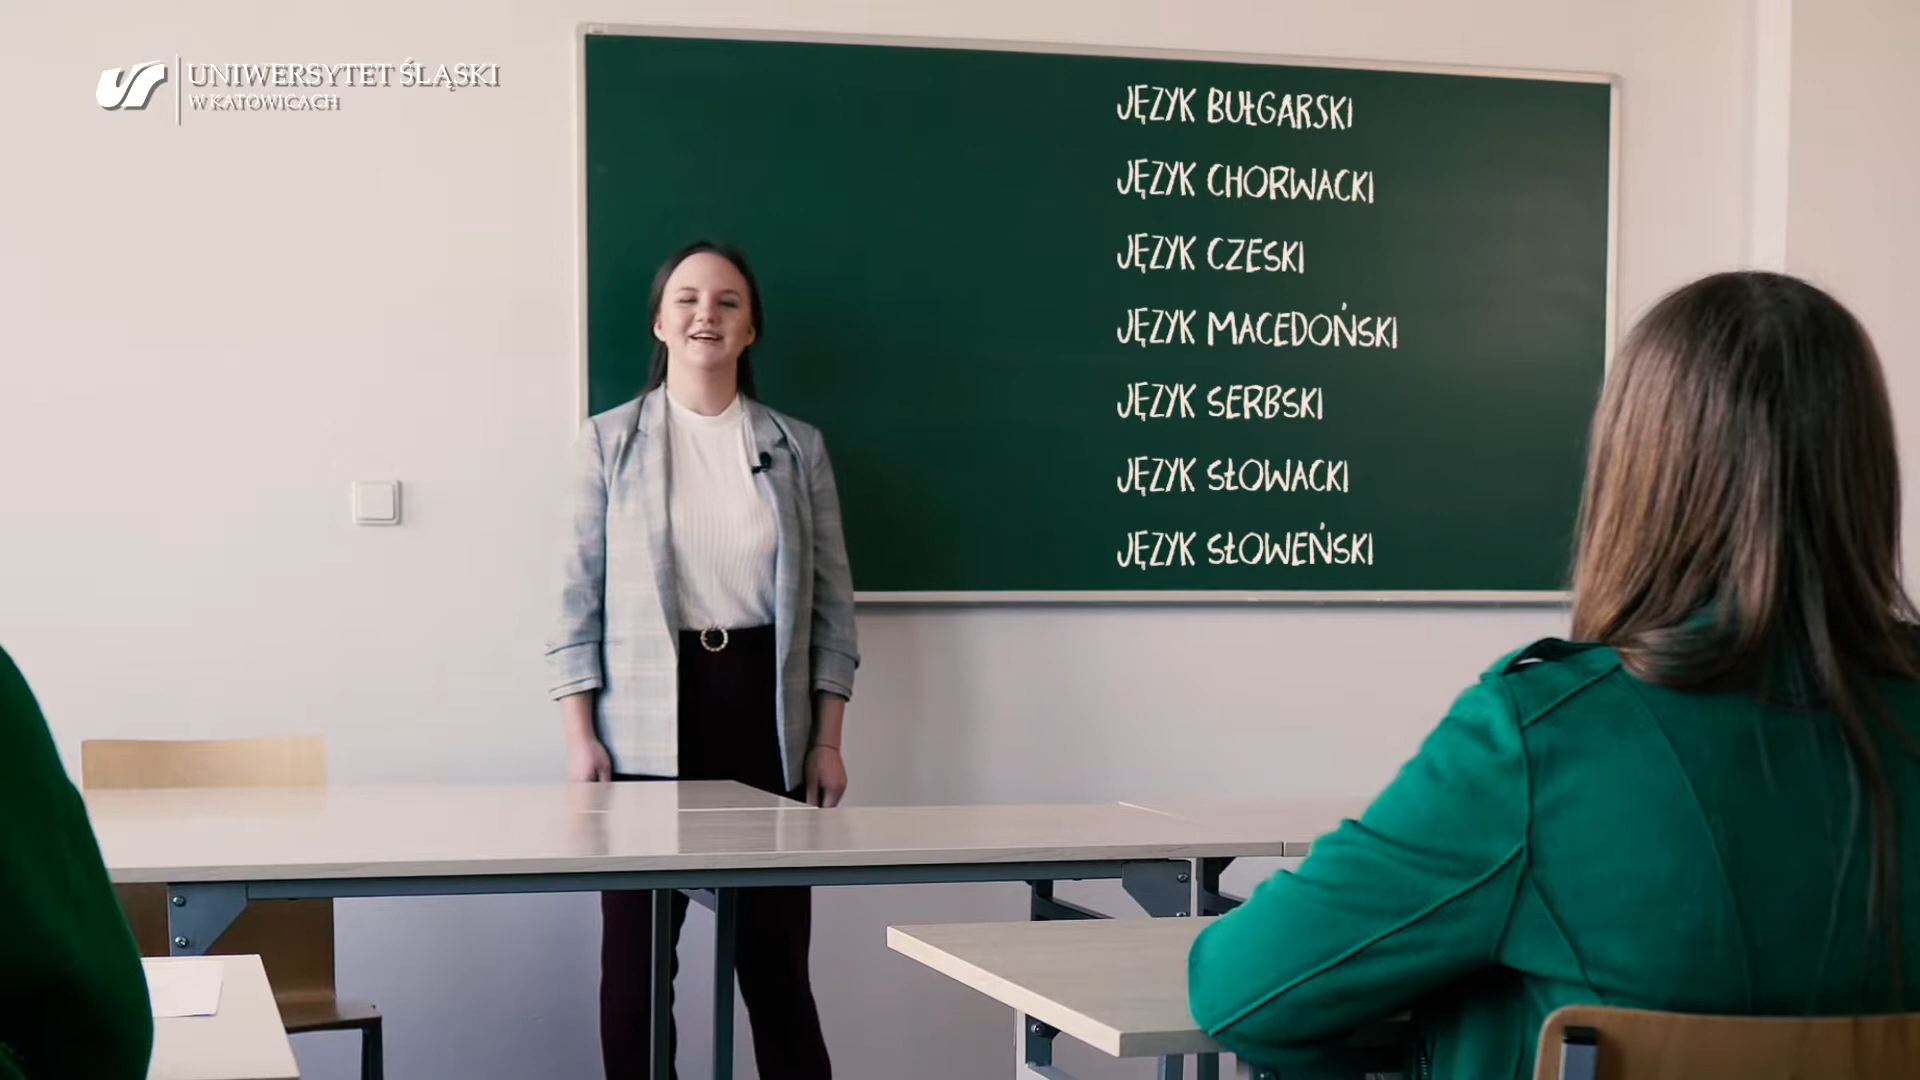 UNIWERSYTET ŚLĄSKI
W KATOWICACH
JĘZYK BUŁGARSKI
JĘZYK CHORWACKI
JĘZYK CZESKI
JĘZYK MACEDOŃSKI
JĘZYK SERBSKI
JĘZYK SŁOWACKI
JĘZYK SŁOWEŃSKI